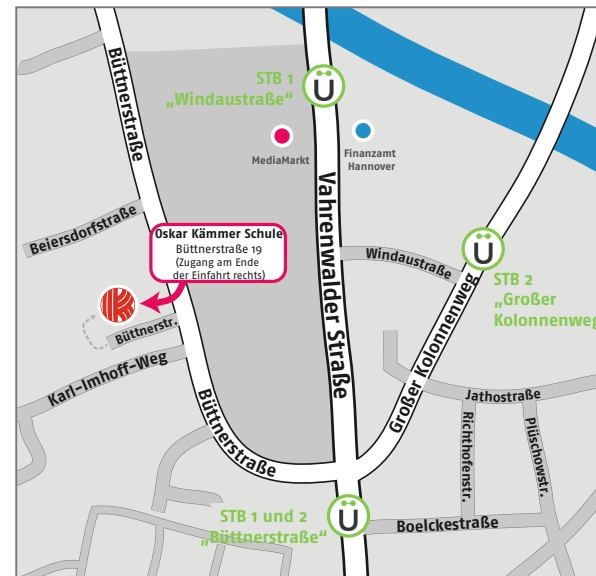 Büttnerstraße
STB 1
„Windaustraße“
Ü
MediaMarkt
Finanzamt
Hannover
Vahrenwalder Straße
Beiersdorfstraße
Oskar Kämmer Schule
Büttnerstraße 19
(Zugang am Ende
der Einfahrt rechts)
Windaustraße
Ü
STB 2
„Großer
Kolonnenweg
Büttnerstr.
Karl-Imhoff-Weg
Großer Kolonnenweg
Büttnerstraße
Jathostraße
Richthofenstr.
Plüschowstr.
STB 1 und 2
„Büttnerstraße“
Ü
Boelckestraße